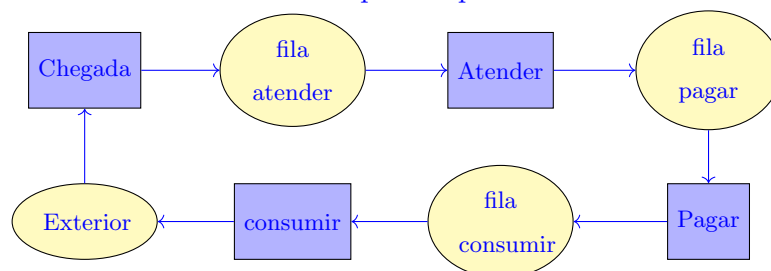 Chegada
fila
atender
Atender
fila
pagar
Exterior
consumir
fila
consumir
Pagar